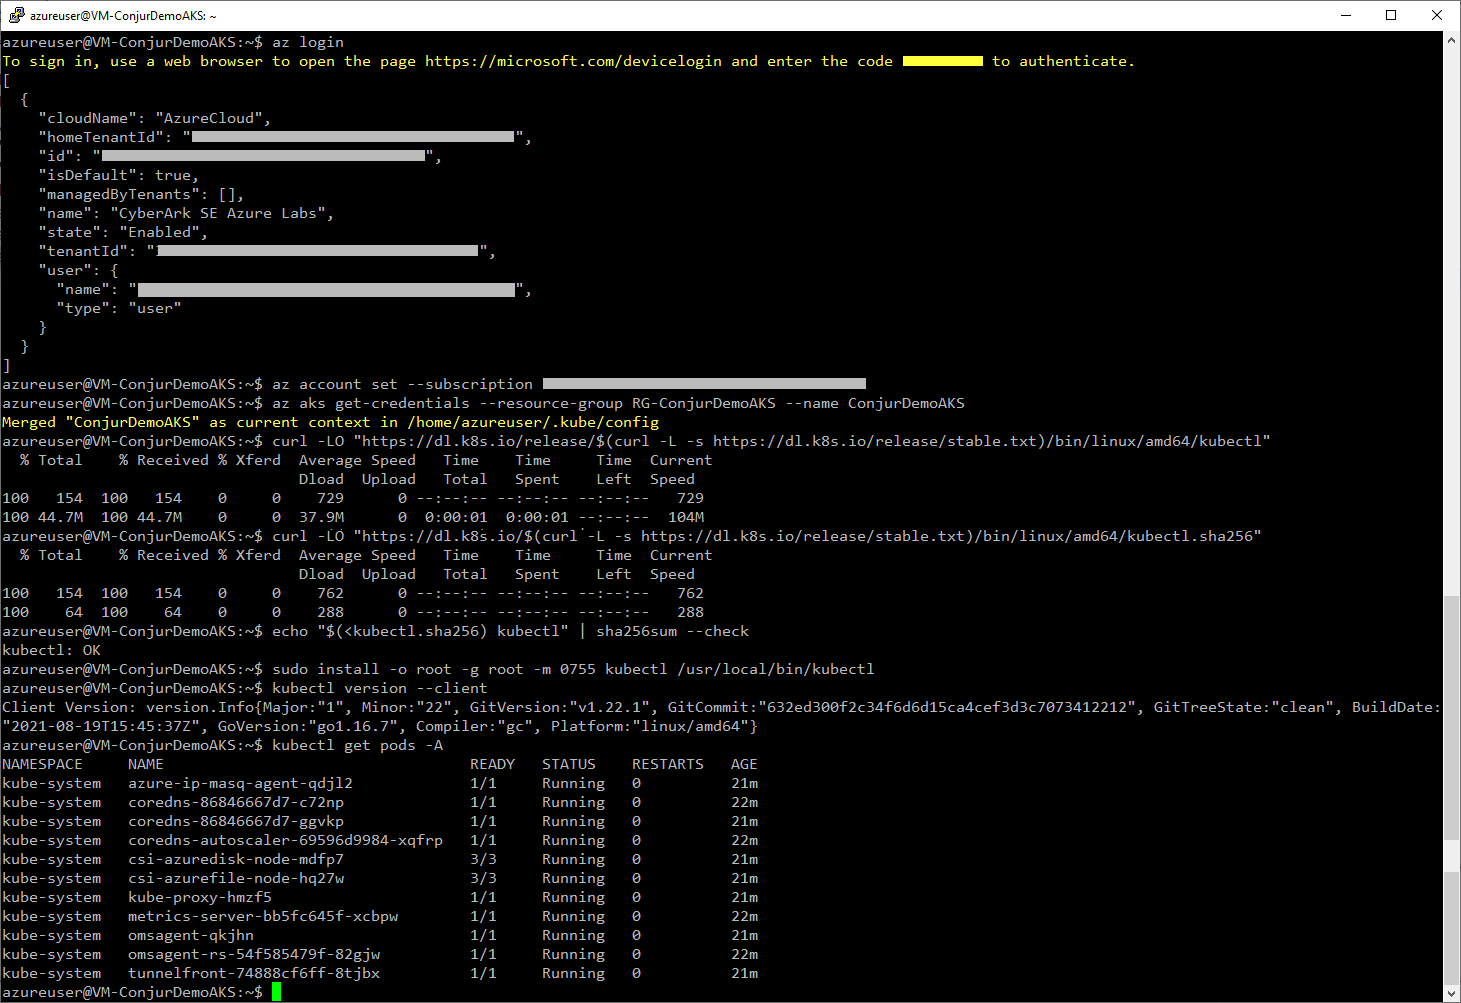 azureuser@VM-ConjurDemoAKS: ~
azureuser@VM-ConjurDemoAKS:~$ az login
To sign in, use a web browser to open the page https://microsoft.com/devicelogin and enter the code to authenticate.
[
  {
    "cloudName": "AzureCloud",
    "homeTenantId": "",
    "id": "",
    "isDefault": true,
    "managedByTenants": [],
    "name": "CyberArk SE Azure Labs",
    "state": "Enabled",
    "tenantId": "",
    "user": {
      "name": "",
      "type": "user"
    }
  }
]
azureuser@VM-ConjurDemoAKS:~$ az account set --subscription
azureuser@VM-ConjurDemoAKS:~$ az aks get-credentials --resource-group RG-ConjurDemoAKS --name ConjurDemoAKS
Merged "ConjurDemoAKS" as current context in /home/azureuser/.kube/config
azureuser@VM-ConjurDemoAKS:~$ curl -LO "https://dl.k8s.io/release/$(curl -L -s https://dl.k8s.io/release/stable.txt)/bin/linux/amd64/kubectl"
  % Total    % Received % Xferd  Average Speed   Time    Time     Time  Current
                                 Dload  Upload   Total   Spent    Left  Speed
100   154  100   154    0     0    729      0 --:--:-- --:--:-- --:--:--   729
100 44.7M  100 44.7M    0     0  37.9M      0  0:00:01  0:00:01 --:--:--  104M
azureuser@VM-ConjurDemoAKS:~$ curl -LO "https://dl.k8s.io/$(curl -L -s https://dl.k8s.io/release/stable.txt)/bin/linux/amd64/kubectl.sha256"
  % Total    % Received % Xferd  Average Speed   Time    Time     Time  Current
                                 Dload  Upload   Total   Spent    Left  Speed
100   154  100   154    0     0    762      0 --:--:-- --:--:-- --:--:--   762
100    64  100    64    0     0    288      0 --:--:-- --:--:-- --:--:--   288
azureuser@VM-ConjurDemoAKS:~$ echo "$(<kubectl.sha256) kubectl" | sha256sum --check
kubectl: OK
azureuser@VM-ConjurDemoAKS:~$ sudo install -o root -g root -m 0755 kubectl /usr/local/bin/kubectl
azureuser@VM-ConjurDemoAKS:~$ kubectl version --client
Client Version: version.Info{Major:"1", Minor:"22", GitVersion:"v1.22.1", GitCommit:"632ed300f2c34f6d6d15ca4cef3d3c7073412212", GitTreeState:"clean", BuildDate:
"2021-08-19T15:45:37Z", GoVersion:"go1.16.7", Compiler:"gc", Platform:"linux/amd64"}
azureuser@VM-ConjurDemoAKS:~$ kubectl get pods -A
NAMESPACE     NAME                                  READY   STATUS    RESTARTS   AGE
kube-system   azure-ip-masq-agent-qdjl2             1/1     Running   0          21m
kube-system   coredns-86846667d7-c72np              1/1     Running   0          22m
kube-system   coredns-86846667d7-ggvkp              1/1     Running   0          21m
kube-system   coredns-autoscaler-69596d9984-xqfrp   1/1     Running   0          22m
kube-system   csi-azuredisk-node-mdfp7              3/3     Running   0          21m
kube-system   csi-azurefile-node-hq27w              3/3     Running   0          21m
kube-system   kube-proxy-hmzf5                      1/1     Running   0          21m
kube-system   metrics-server-bb5fc645f-xcbpw        1/1     Running   0          22m
kube-system   omsagent-qkjhn                        1/1     Running   0          21m
kube-system   omsagent-rs-54f585479f-82gjw          1/1     Running   0          22m
kube-system   tunnelfront-74888cf6ff-8tjbx          1/1     Running   0          21m
azureuser@VM-ConjurDemoAKS:~$